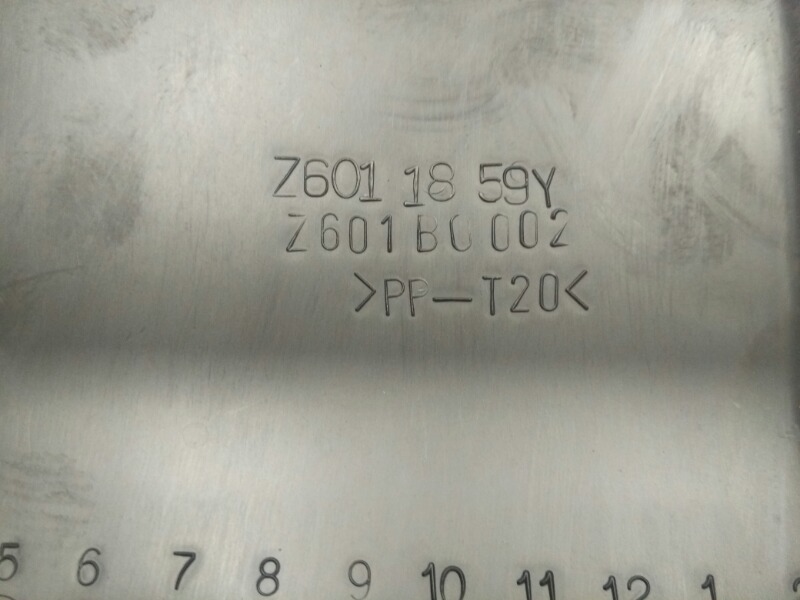 Z601 18 59Y
Z601 BC 002
>PP—T20<
5 6 7 8 9 10 11 12 1